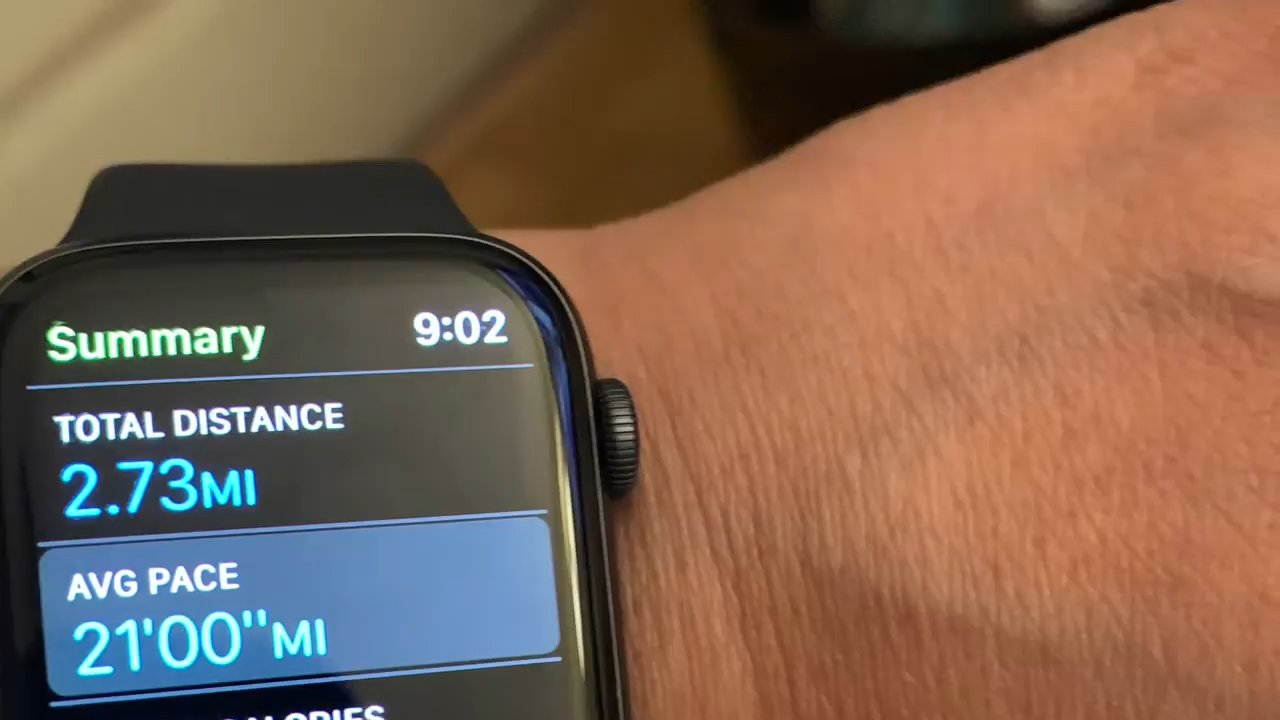 Summary 9:02
TOTAL DISTANCE
2.73MI
AVG PACE
21'00"MI